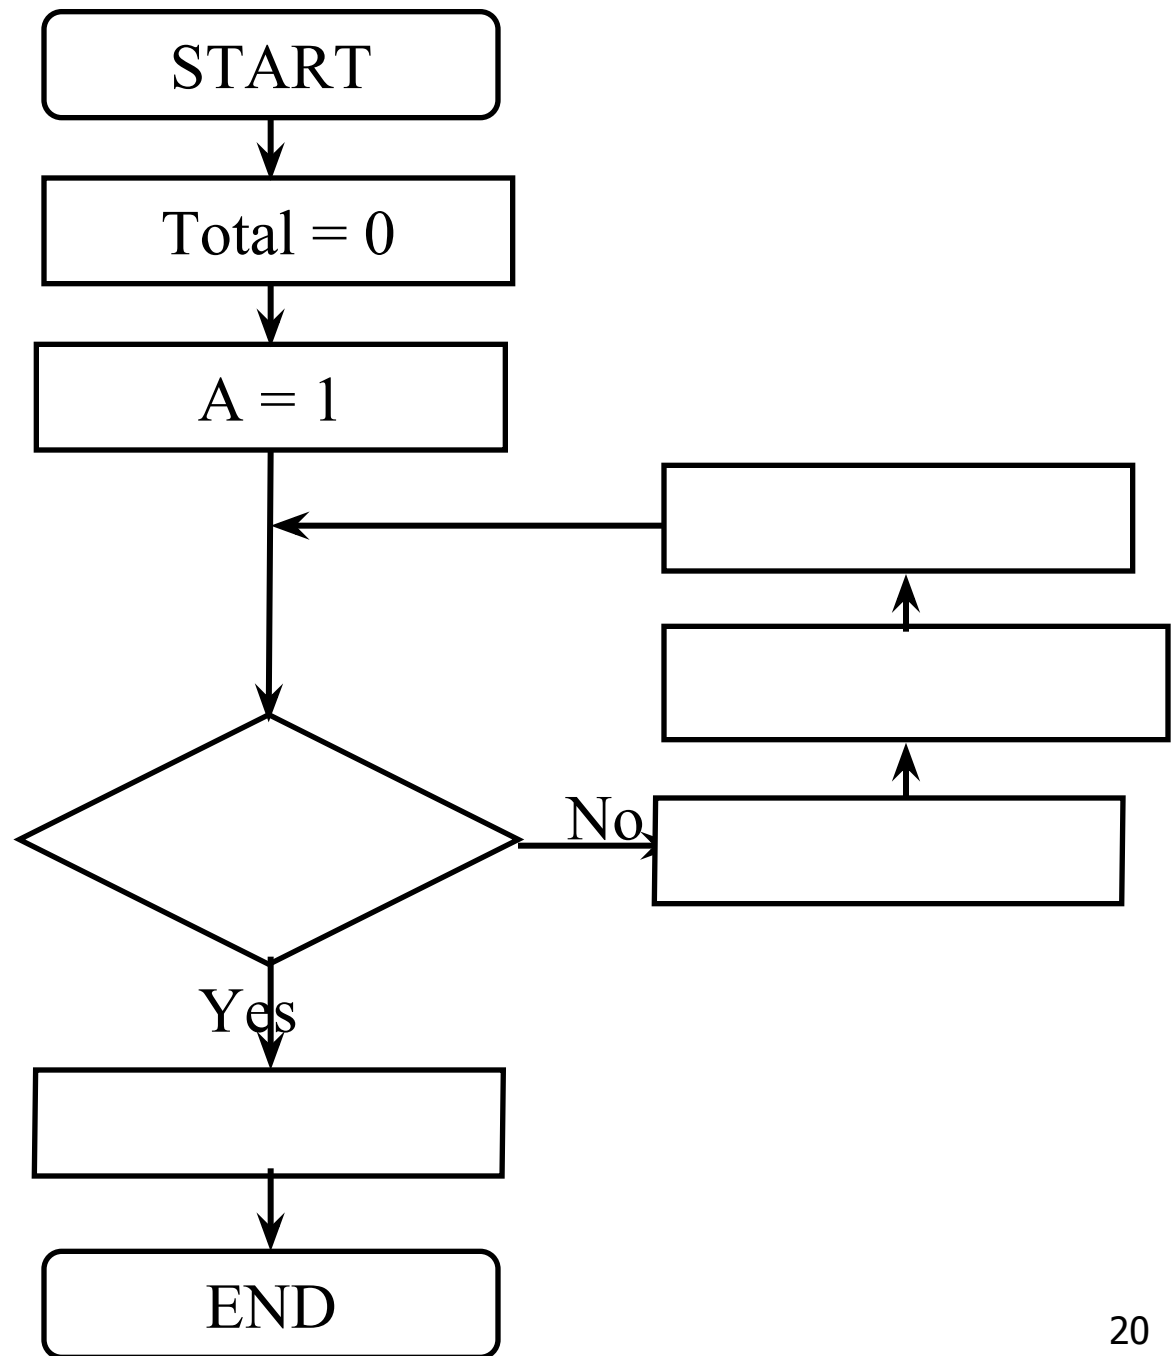 START
Total = 0
A = 1
No
Yes
END
20